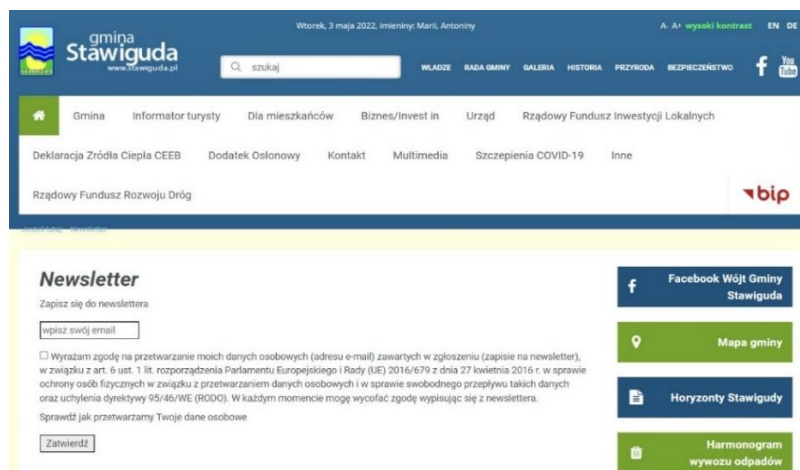 Wtorek, 3 maja 2022, imieniny: Marii, Antoniny
A- A+ wysoki kontrast EN DE
gmina
Stawiguda
www.stawiguda.pl
szukaj
WŁADZE RADA GMINY GALERIA HISTORIA PRZYRODA BEZPIECZEŃSTWO
You
Tube
Gmina Informator turysty Dla mieszkańców Biznes/Invest in Urząd Rządowy Fundusz Inwestycji Lokalnych
Deklaracja Zródła Ciepła CEEB Dodatek Osłonowy Kontakt Multimedia Szczepienia COVID-19 Inne
Rządowy Fundusz Rozwoju Dróg
bip
Jesteś tutaj: Newsletter
Newsletter
Zapisz się do newslettera
wpisz swój email
Wyrażam zgodę na przetwarzanie moich danych osobowych (adresu e-mail) zawartych w zgłoszeniu (zapisie na newsletter),
w związku z art. 6 ust. 1 lit. rozporządzenia Parlamentu Europejskiego i Rady (UE) 2016/679 z dnia 27 kwietnia 2016 r. w sprawie
ochrony osób fizycznych w związku z przetwarzaniem danych osobowych i w sprawie swobodnego przepływu takich danych
oraz uchylenia dyrektywy 95/46/WE (RODO). W każdym momencie mogę wycofać zgodę wypisując się z newslettera.
Sprawdź jak przetwarzamy Twoje dane osobowe
Zatwierdź
Facebook Wójt Gminy
Stawiguda
Mapa gminy
Horyzonty Stawigudy
Harmonogram
wywozu odpadów